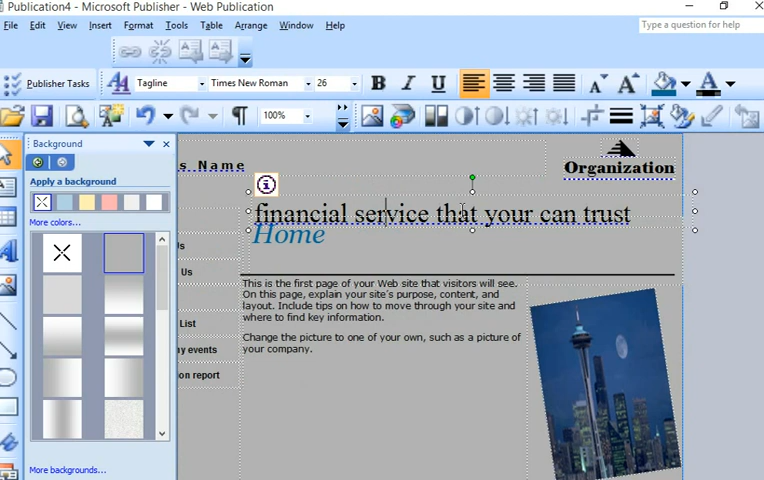 Publication4 - Microsoft Publisher - Web Publication
File Edit View Insert Format Tools Table Arrange Window Help
Type a question for help
Publisher Tasks
Tagline
Times New Roman
26
B I U
A A A
100%
Background
Apply a background
More colors...
More backgrounds...
s Name
Organization
financial service that your can trust
Home
s
Us
List
y events
on report
This is the first page of your Web site that visitors will see.
On this page, explain your site's purpose, content, and
layout. Include tips on how to move through your site and
where to find key information.
Change the picture to one of your own, such as a picture of
your company.